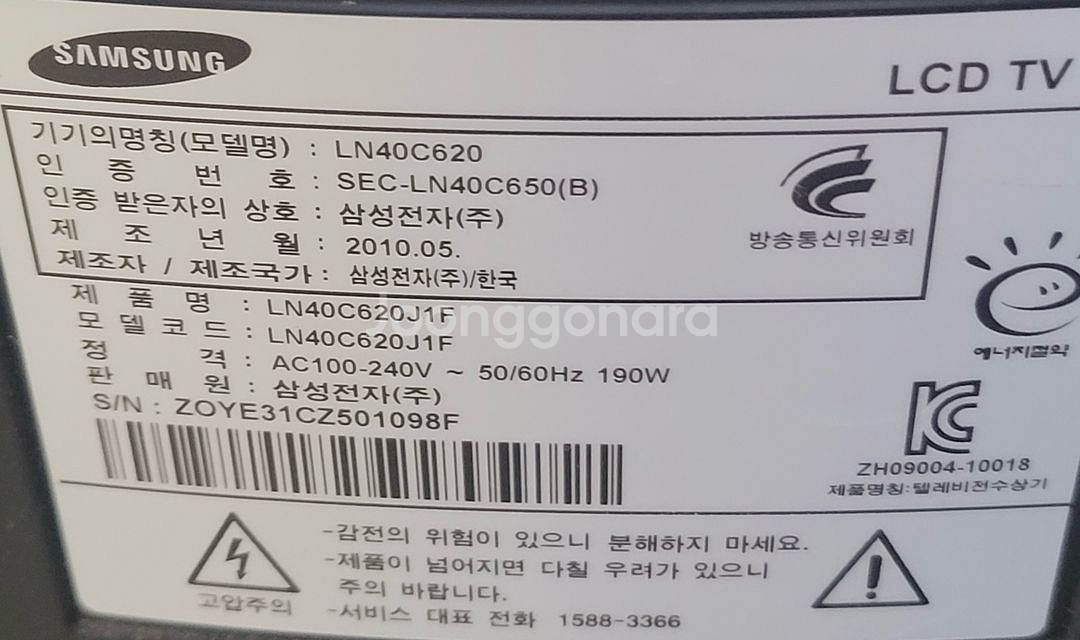 SAMSUNG
LCD TV
기기의명칭(모델명) : LN40C620
인 증 번 호 : SEC-LN40C650(B)
인증 받은자의 상호 : 삼성전자(주)
제 조 년 월 : 2010.05.
제조자 / 제조국가 : 삼성전자(주)/한국
방송통신위원회
제 품 명 : LN40C620J1F
모 델 코 드 : LN40C620J1F
정 격 : AC100-240V ~ 50/60Hz 190W
판 매 원 : 삼성전자(주)
S/N : ZOYE31CZ501098F
Joonggonara
에너지절약
ZH09004-10018
제품명칭:텔레비전수상기
고압주의
-감전의 위험이 있으니 분해하지 마세요.
-제품이 넘어지면 다칠 우려가 있으니
주의 바랍니다.
-서비스 대표 전화 1588-3366